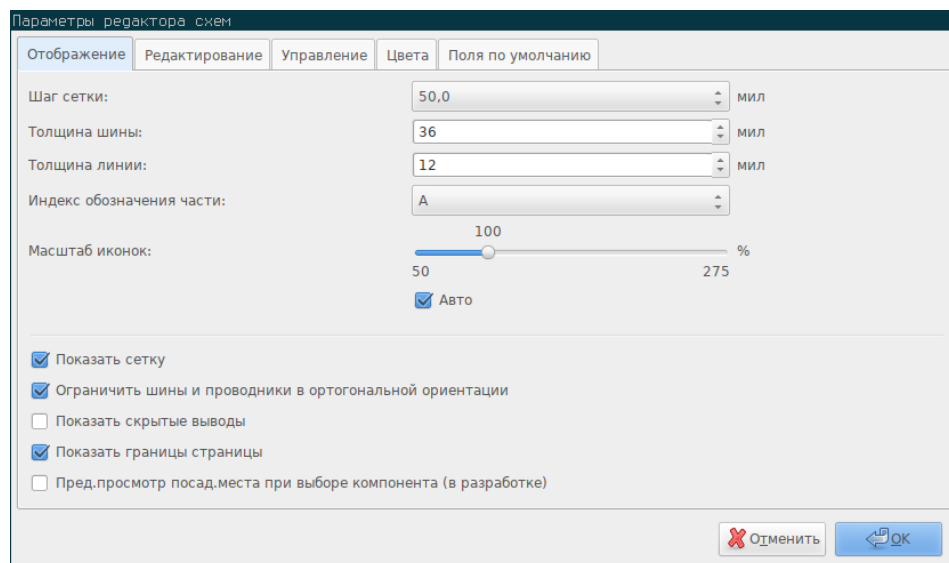 Параметры редактора схем
Отображение Редактирование Управление Цвета Поля по умолчанию
Шаг сетки: 50,0 мил
Толщина шины: 36 мил
Толщина линии: 12 мил
Индекс обозначения части: A
100
Масштаб иконок: %
50 275
Авто
Показать сетку
Ограничить шины и проводники в ортогональной ориентации
Показать скрытые выводы
Показать границы страницы
Пред.просмотр посад.места при выборе компонента (в разработке)
Отменить OK